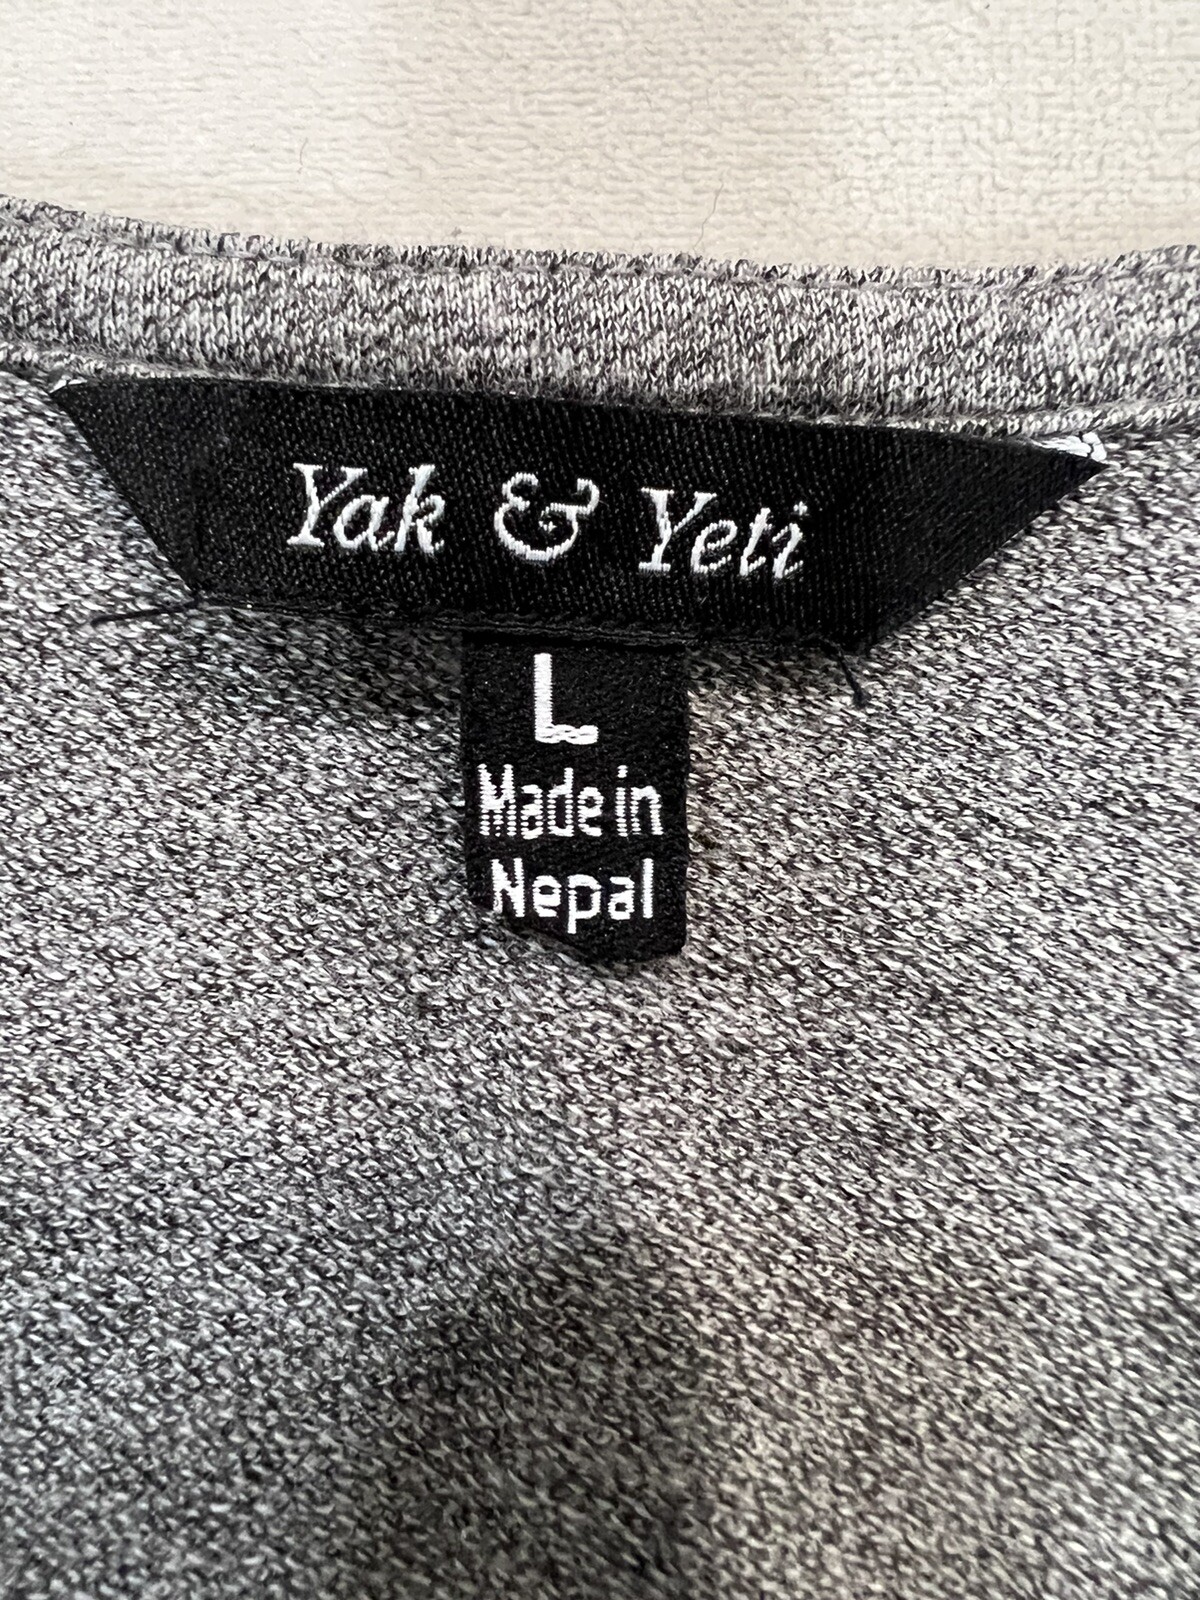 Yak & Yeti
L
Made in
Nepal